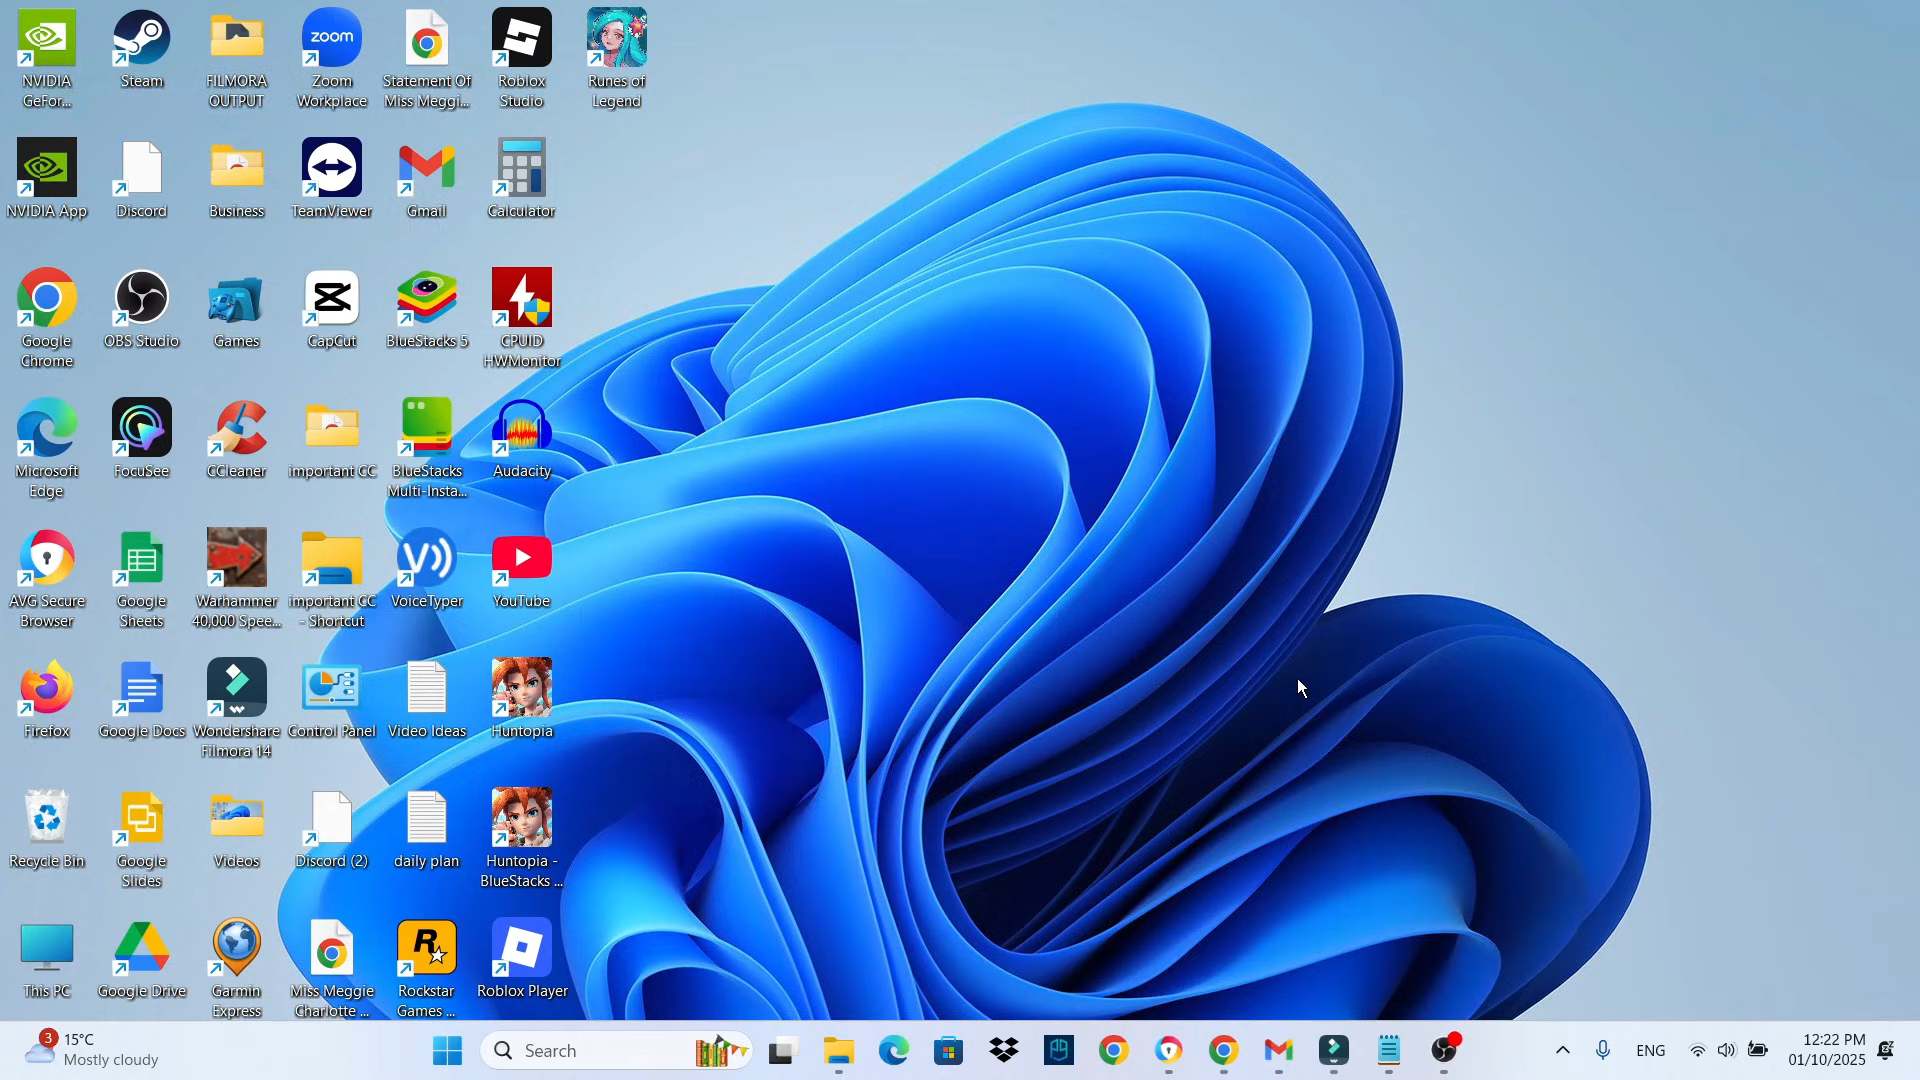 NVIDIA
GeFor...
Steam
FILMORA
OUTPUT
zoom
Zoom
Workplace
Statement Of
Miss Meggi...
Roblox
Studio
Runes of
Legend
NVIDIA App
Discord
Business
TeamViewer
Gmail
Calculator
Google
Chrome
OBS Studio
Games
CapCut
BlueStacks 5
CPUID
HWMonitor
Microsoft
Edge
FocuSee
CCleaner
important CC
BlueStacks
Multi-Insta...
Audacity
AVG Secure
Browser
Google
Sheets
Warhammer
40,000 Spee...
important CC
- Shortcut
VoiceTyper
YouTube
Firefox
Google Docs
Wondershare
Filmora 14
Control Panel
Video Ideas
Huntopia
Recycle Bin
Google
Slides
Videos
Discord (2)
daily plan
Huntopia -
BlueStacks ...
This PC
Google Drive
Garmin
Express
Miss Meggie
Charlotte ...
Rockstar
Games ...
Roblox Player
3
15°C
Mostly cloudy
Search
ENG
12:22 PM
01/10/2025